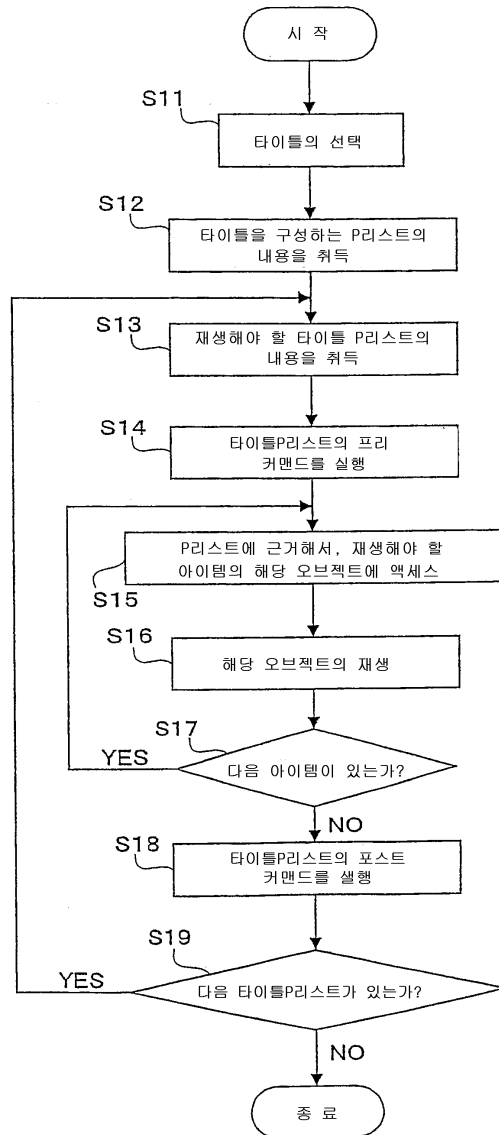 시 작
S11
타이틀의 선택
S12
타이틀을 구성하는 P리스트의
내용을 취득
S13
재생해야 할 타이틀 P리스트의
내용을 취득
S14
타이틀P리스트의 프리
커맨드를 실행
P리스트에 근거해서, 재생해야 할
아이템의 해당 오브젝트에 액세스
S15
S16
해당 오브젝트의 재생
S17
YES
다음 아이템이 있는가?
NO
S18
타이틀P리스트의 포스트
커맨드를 샐행
S19
YES
다음 타이틀P리스트가 있는가?
NO
종 료